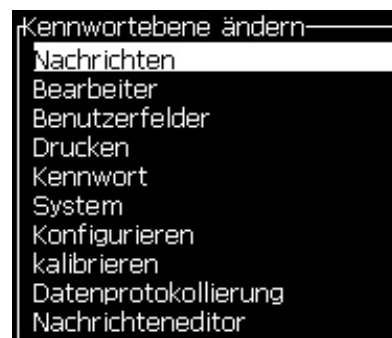 Kennwortebene ändern
Nachrichten
Bearbeiter
Benutzerfelder
Drucken
Kennwort
System
Konfigurieren
kalibrieren
Datenprotokollierung
Nachrichteneditor